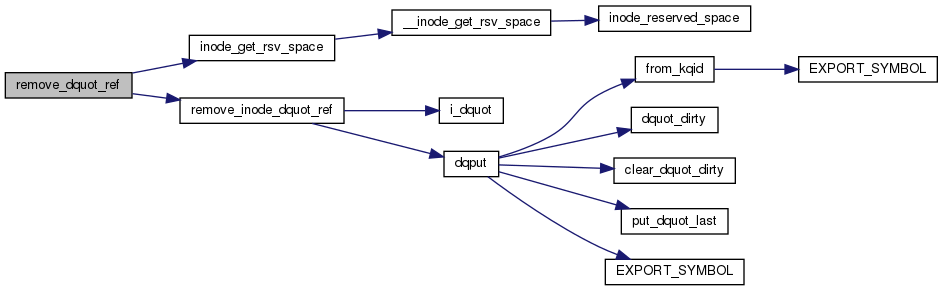 remove_dquot_ref
inode_get_rsv_space
__inode_get_rsv_space
inode_reserved_space
remove_inode_dquot_ref
i_dquot
dqput
from_kqid
EXPORT_SYMBOL
dquot_dirty
clear_dquot_dirty
put_dquot_last
EXPORT_SYMBOL